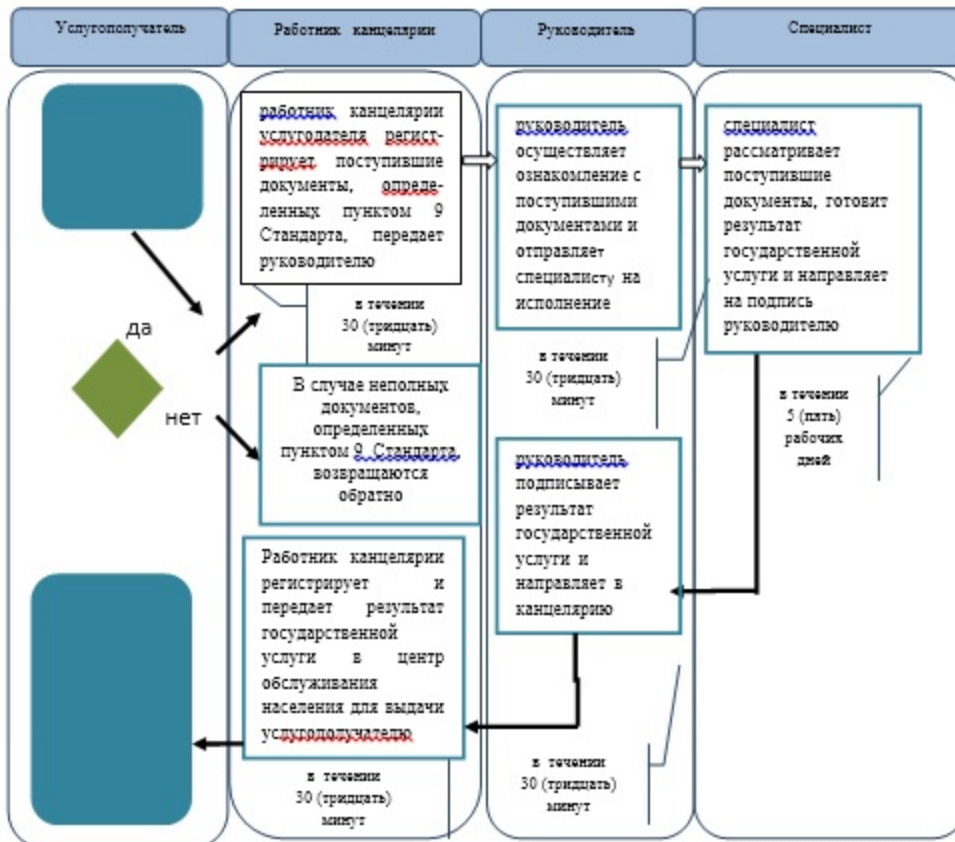 Услугополучатель
Работник канцелярии
Руководитель
Специалист
работник канцелярии
услугодателя регист-
рирует поступившие
документы, опреде-
ленных пунктом 9
Стандарта, передает
руководителю
в течении
30 (тридцать)
минут
руководитель
осуществляет
ознакомление с
поступившими
документами и
отправляет
специалисту на
исполнение
в течении
30 (тридцать)
минут
специалист
рассматривает
поступившие
документы, готовит
результат
государственной
услуги и направляет
на подпись
руководителю
в течении
5 (пять)
рабочих
дней
да
нет
В случае неполных
документов,
определенных
пунктом 9 Стандарта,
возвращаются
обратно
руководитель
подписывает
результат
государственной
услуги и
направляет в
канцелярию
в течении
30 (тридцать)
минут
Работник канцелярии
регистрирует и
передает результат
государственной
услуги в центр
обслуживания
населения для выдачи
услугополучателю
в течении
30 (тридцать)
минут